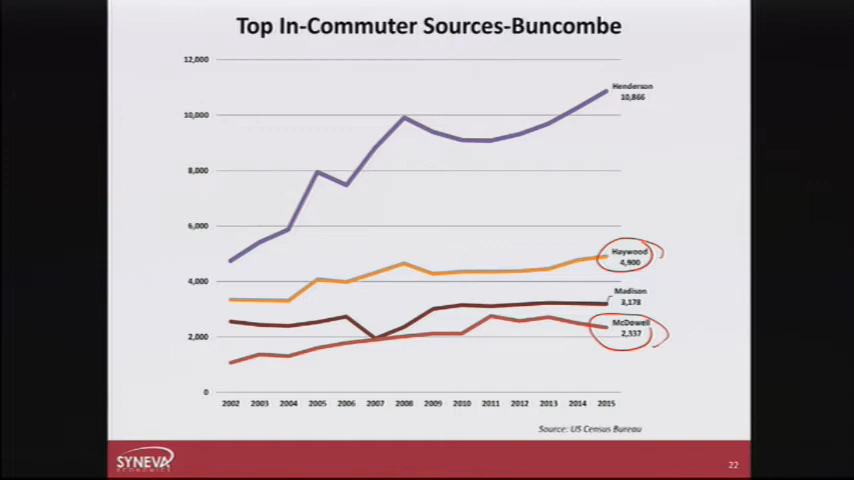 Top In-Commuter Sources-Buncombe
12,000
10,000
8,000
6,000
4,000
2,000
0
Henderson
10,866
Haywood
4,900
Madison
3,178
McDowell
2,337
2002 2003 2004 2005 2006 2007 2008 2009 2010 2011 2012 2013 2014 2015
Source: US Census Bureau
SYNEVA
ECONOMICS
22